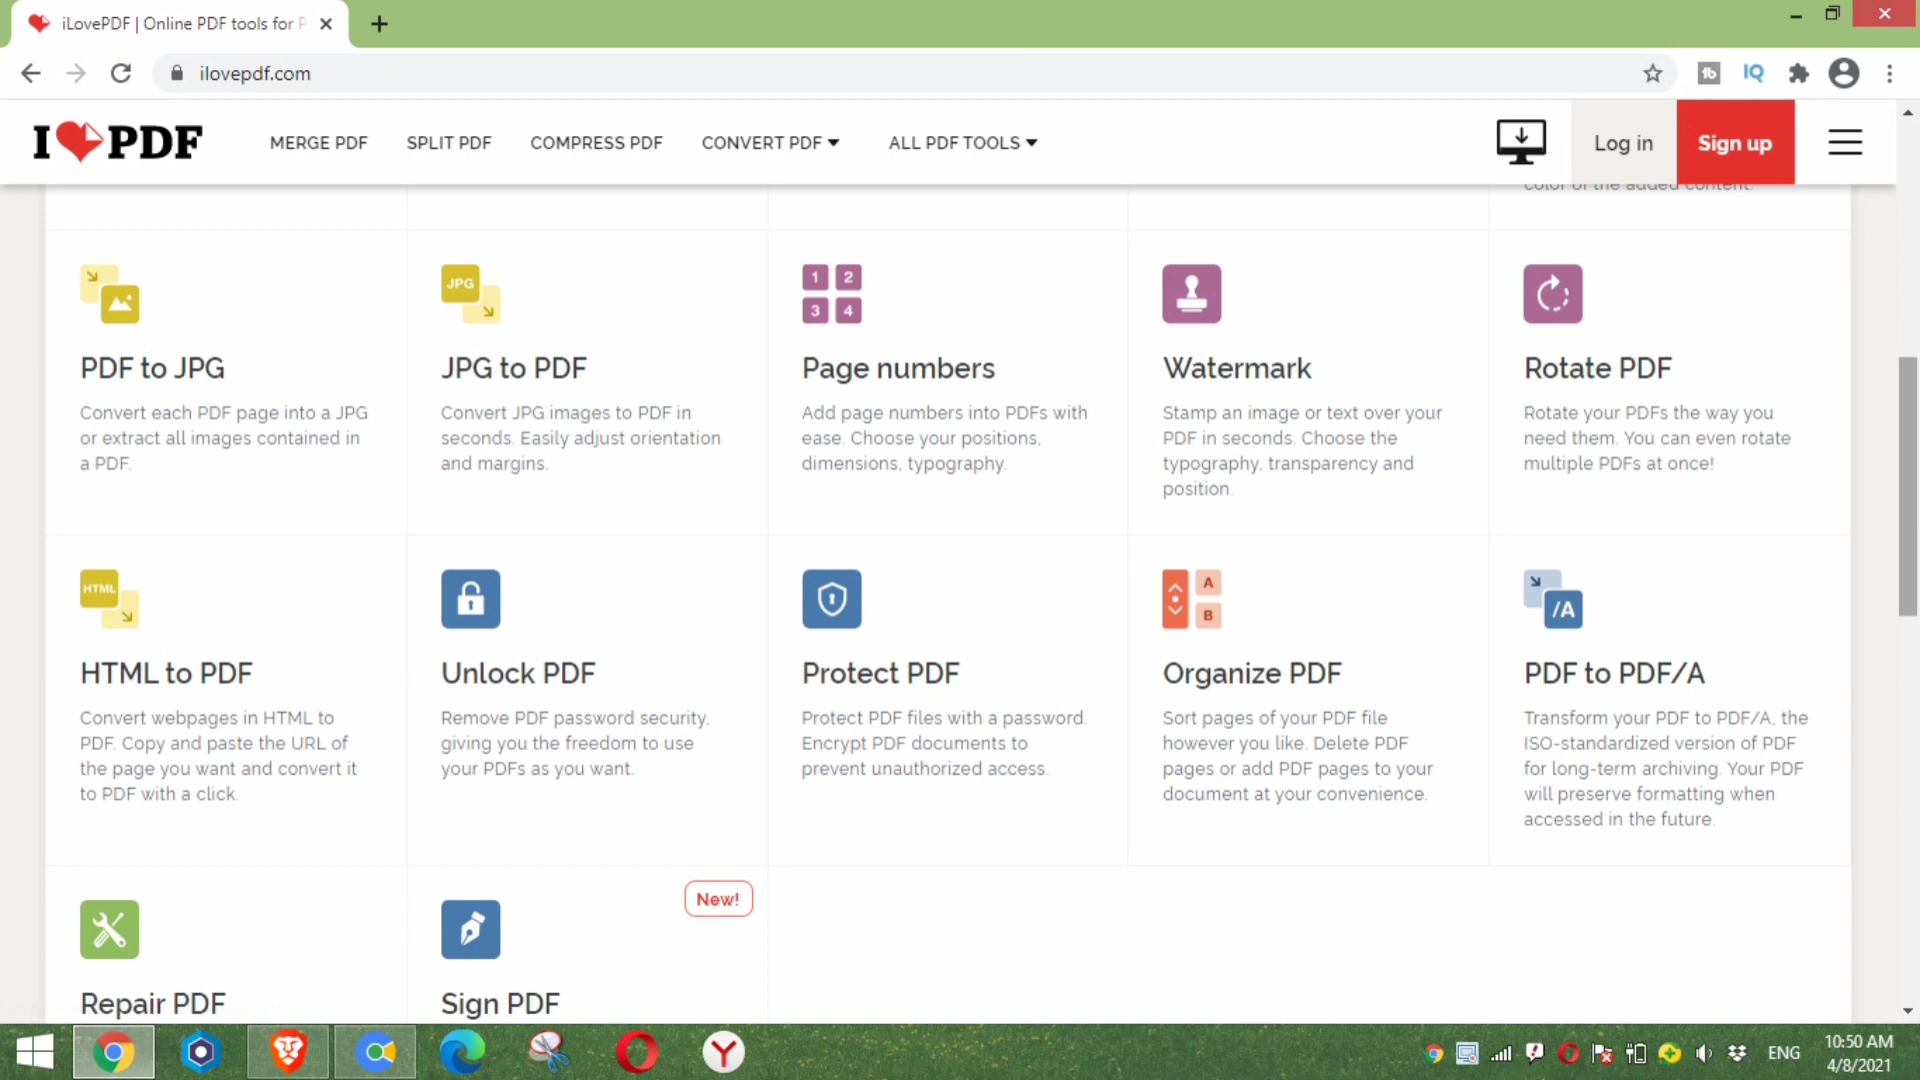 iLovePDF | Online PDF tools for P
ilovepdf.com
IQ
I PDF
MERGE PDF
SPLIT PDF
COMPRESS PDF
CONVERT PDF
ALL PDF TOOLS
Log in
Sign up
color of the added content.
JPG
1 2
3 4
PDF to JPG
Convert each PDF page into a JPG
or extract all images contained in
a PDF.
JPG to PDF
Convert JPG images to PDF in
seconds. Easily adjust orientation
and margins.
Page numbers
Add page numbers into PDFs with
ease. Choose your positions,
dimensions, typography.
Watermark
Stamp an image or text over your
PDF in seconds. Choose the
typography, transparency and
position.
Rotate PDF
Rotate your PDFs the way you
need them. You can even rotate
multiple PDFs at once!
HTML
A
B
/A
HTML to PDF
Convert webpages in HTML to
PDF. Copy and paste the URL of
the page you want and convert it
to PDF with a click.
Unlock PDF
Remove PDF password security,
giving you the freedom to use
your PDFs as you want.
Protect PDF
Protect PDF files with a password.
Encrypt PDF documents to
prevent unauthorized access.
Organize PDF
Sort pages of your PDF file
however you like. Delete PDF
pages or add PDF pages to your
document at your convenience.
PDF to PDF/A
Transform your PDF to PDF/A, the
ISO-standardized version of PDF
for long-term archiving. Your PDF
will preserve formatting when
accessed in the future.
New!
Repair PDF
Sign PDF
ENG
10:50 AM
4/8/2021